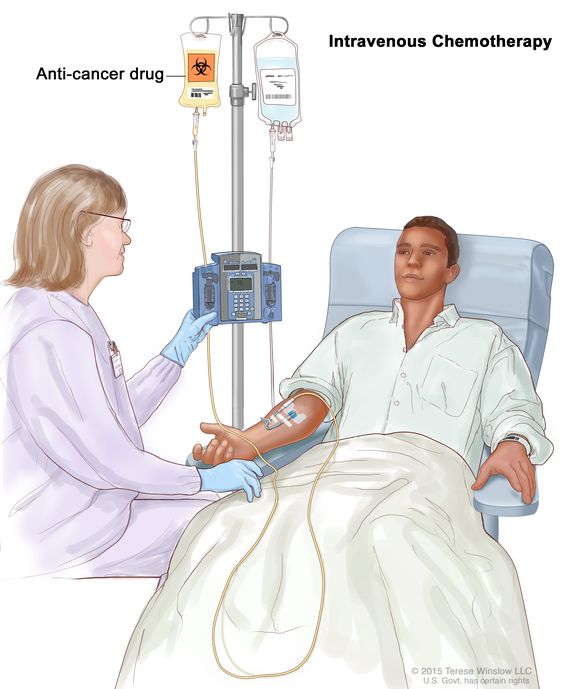 Intravenous Chemotherapy
Anti-cancer drug
© 2015 Terese Winslow LLC
U.S. Govt. has certain rights